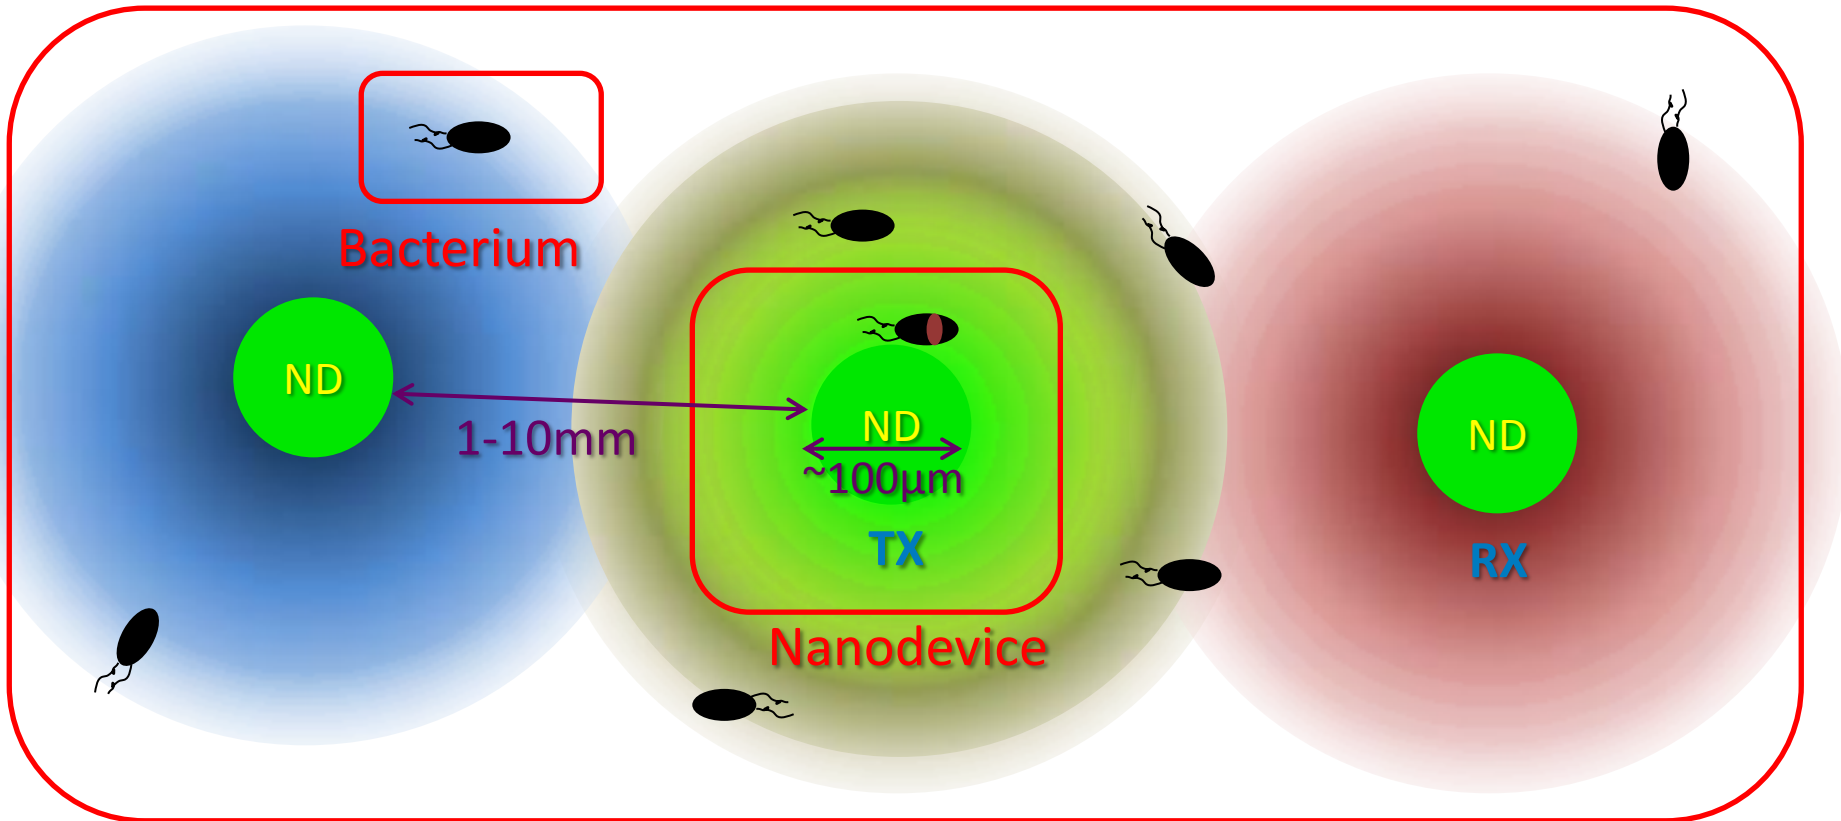 Bacterium
ND
1-10mm
ND
~100µm
TX
Nanodevice
ND
RX